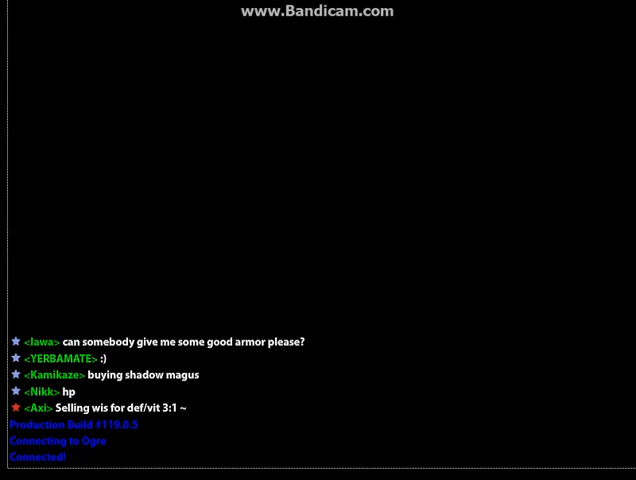 www.Bandicam.com
<lawa> can somebody give me some good armor please?
<YERBAMATE> :)
<Kamikaze> buying shadow magus
<Nikk> hp
<Axi> Selling wis for def/vit 3:1 ~
Production Build #119.0.5
Connecting to Ogre
Connected!